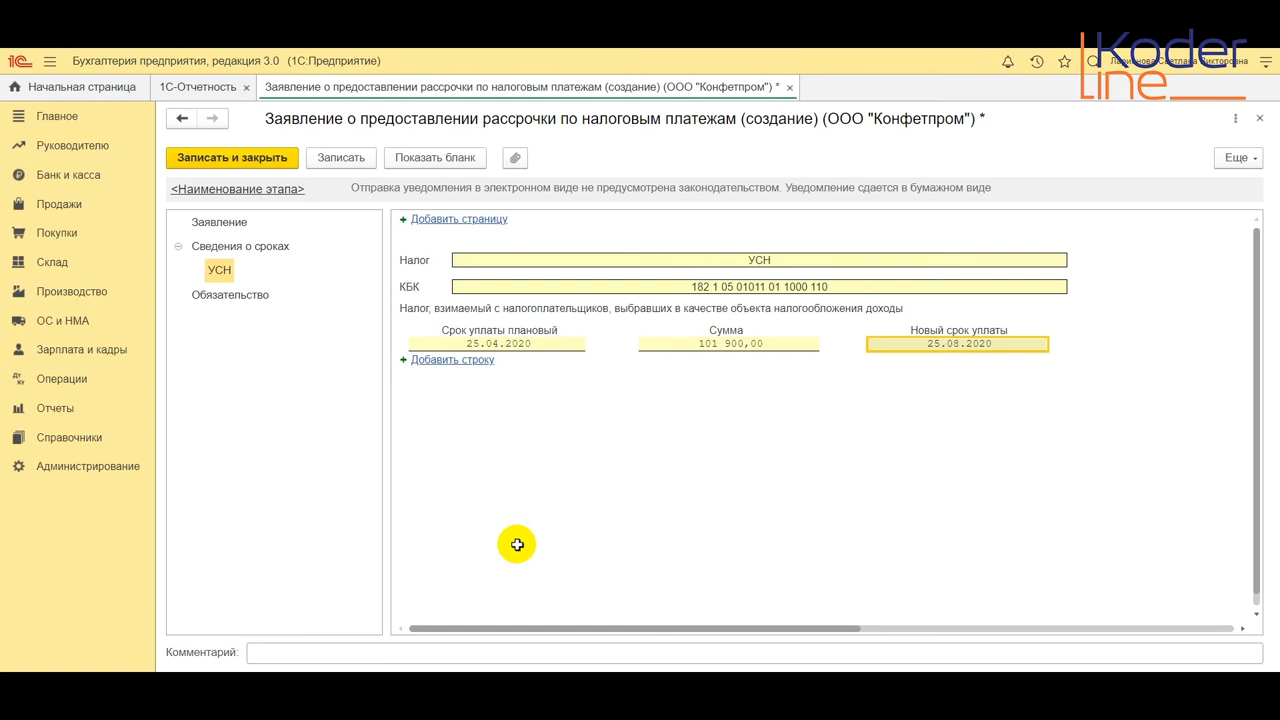 Koder
line
1С Бухгалтерия предприятия, редакция 3.0 (1С:Предприятие)
Ларионова Светлана Викторовна
Начальная страница
1С-Отчетность ×
Заявление о предоставлении рассрочки по налоговым платежам (создание) (ООО "Конфетпром") * ×
Главное
Руководителю
Банк и касса
Продажи
Покупки
Склад
Производство
ОС и НМА
Зарплата и кадры
Операции
Отчеты
Справочники
Администрирование
Заявление о предоставлении рассрочки по налоговым платежам (создание) (ООО "Конфетпром") *
Записать и закрыть
Записать
Показать бланк
Еще
<Наименование этапа>
Отправка уведомления в электронном виде не предусмотрена законодательством. Уведомление сдается в бумажном виде
Заявление
Сведения о сроках
УСН
Обязательство
+ Добавить страницу
Налог УСН
КБК 182 1 05 01011 01 1000 110
Налог, взимаемый с налогоплательщиков, выбравших в качестве объекта налогообложения доходы
Срок уплаты плановый Сумма Новый срок уплаты
25.04.2020 101 900,00 25.08.2020
+ Добавить строку
Комментарий: